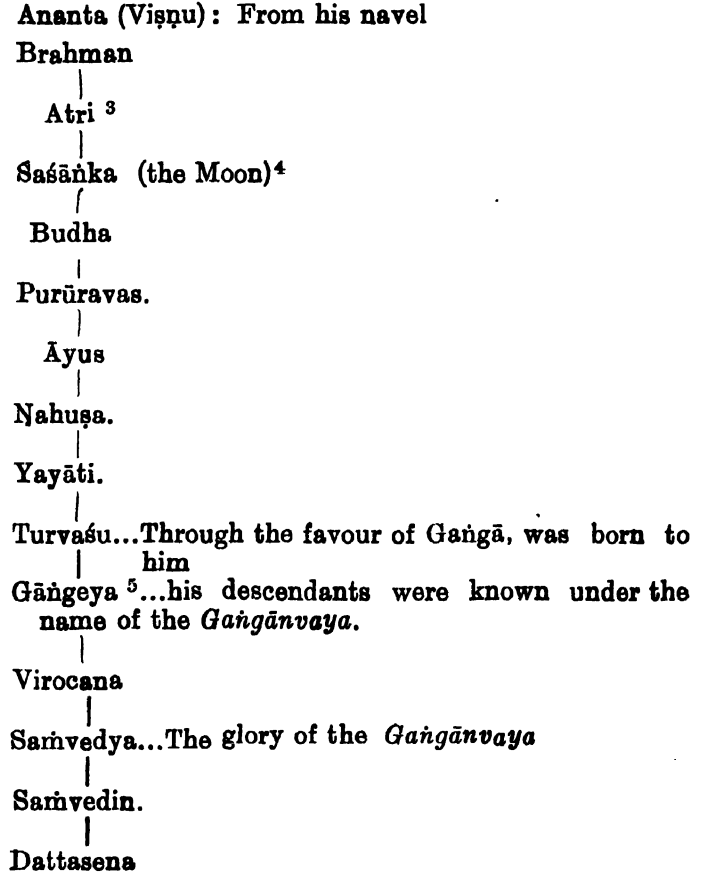 Ananta (Viṣṇu): From his navel
Brahman
Atri ³
Saśāṅka (the Moon)⁴
Budha
Purūravas.
Āyus
Ṇahuṣa.
Yayāti.
Turvaśu...Through the favour of Gaṅgā, was born to
him
Gāṅgeya ⁵...his descendants were known under the
name of the Gaṅgānvaya.
Virocana
Saṁvedya...The glory of the Gaṅgānvaya
Saṁvedin.
Dattasena